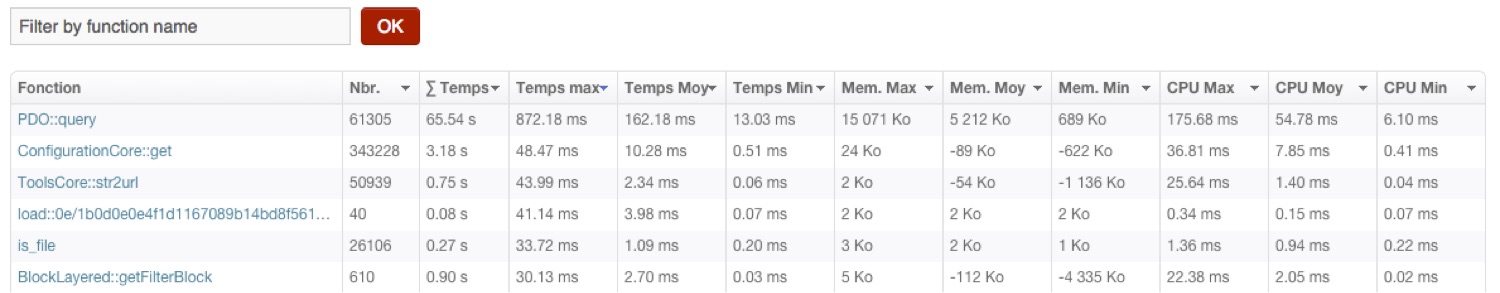 Filter by function name OK
Fonction Nbr. ∑ Temps Temps max Temps Moy Temps Min Mem. Max Mem. Moy Mem. Min CPU Max CPU Moy CPU Min
PDO::query 61305 65.54 s 872.18 ms 162.18 ms 13.03 ms 15 071 Ko 5 212 Ko 689 Ko 175.68 ms 54.78 ms 6.10 ms
ConfigurationCore::get 343228 3.18 s 48.47 ms 10.28 ms 0.51 ms 24 Ko -89 Ko -622 Ko 36.81 ms 7.85 ms 0.41 ms
ToolsCore::str2url 50939 0.75 s 43.99 ms 2.34 ms 0.06 ms 2 Ko -54 Ko -1 136 Ko 25.64 ms 1.40 ms 0.04 ms
load::0e/1b0d0e0e4f1d1167089b14bd8f561... 40 0.08 s 41.14 ms 3.98 ms 0.07 ms 2 Ko 2 Ko 2 Ko 0.34 ms 0.15 ms 0.07 ms
is_file 26106 0.27 s 33.72 ms 1.09 ms 0.20 ms 3 Ko 2 Ko 1 Ko 1.36 ms 0.94 ms 0.22 ms
BlockLayered::getFilterBlock 610 0.90 s 30.13 ms 2.70 ms 0.03 ms 5 Ko -112 Ko -4 335 Ko 22.38 ms 2.05 ms 0.02 ms